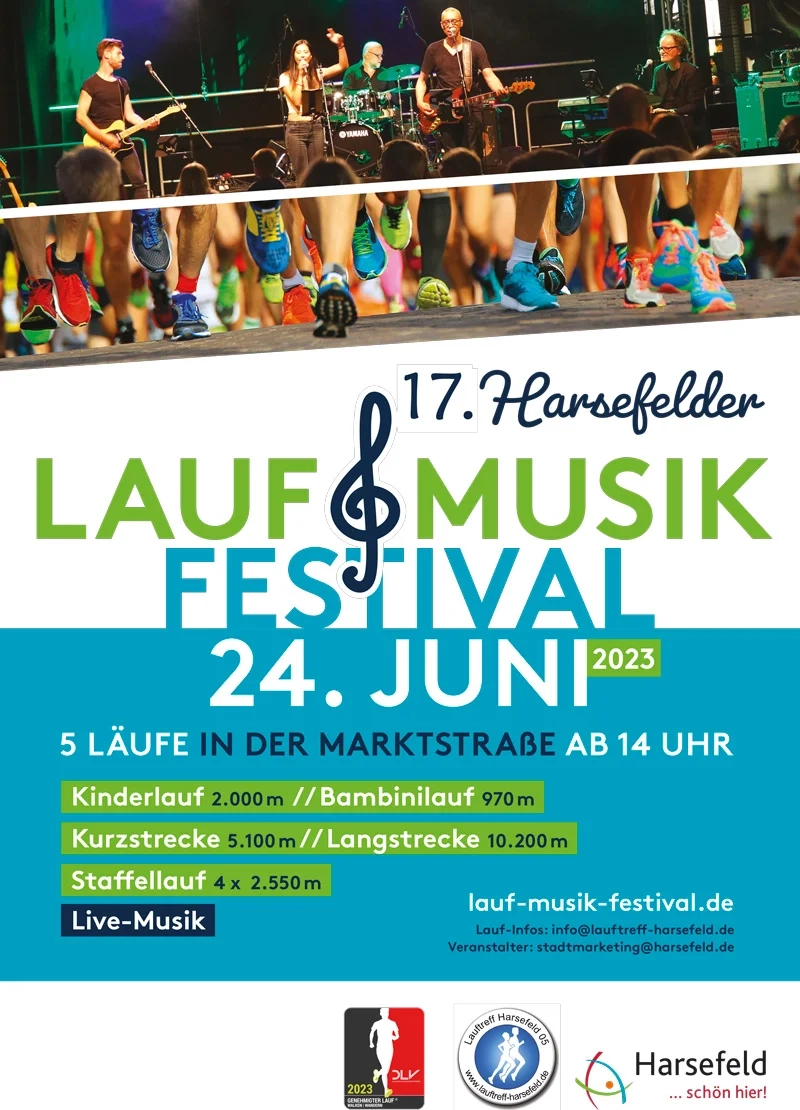 YAMAHA
17. Harsefelder
LAUF MUSIK
FESTIVAL
24. JUNI 2023
5 LÄUFE IN DER MARKTSTRAßE AB 14 UHR
Kinderlauf 2.000 m // Bambinilauf 970 m
Kurzstrecke 5.100 m // Langstrecke 10.200 m
Staffellauf 4 x 2.550 m
Live-Musik
lauf-musik-festival.de
Lauf-Infos: info@lauftreff-harsefeld.de
Veranstalter: stadtmarketing@harsefeld.de
2023 DLV
GENEHMIGTER LAUF®
WALKEN / WANDERN
Lauftreff Harsefeld 05
www.lauftreff-harsefeld.de
Harsefeld
... schön hier!